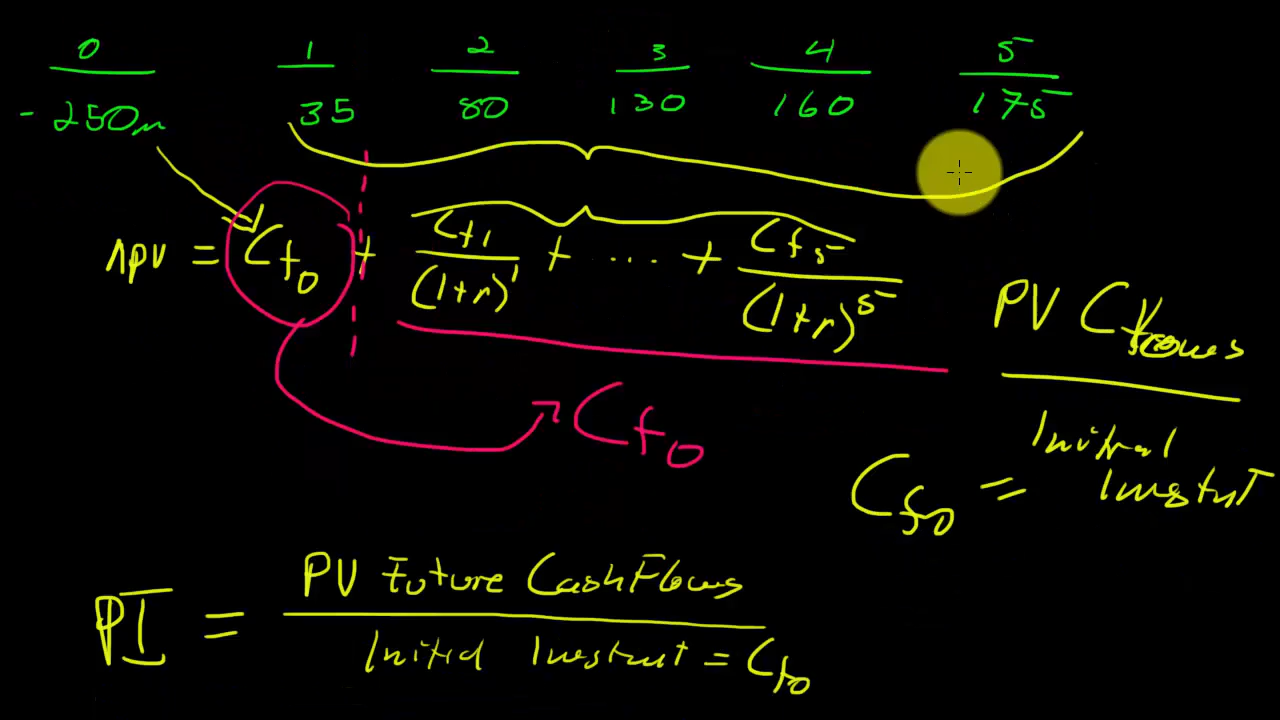 0 1 2 3 4 5
-250m 35 80 130 160 175
NPV = Cf0 + Cf1/(1+r)^1 + .... + Cf5/(1+r)^5
PV Cflows
Cf0
Initial
Cf0 = Investmt
PV Future CashFlows
PI =
Initial Investmt = Cf0